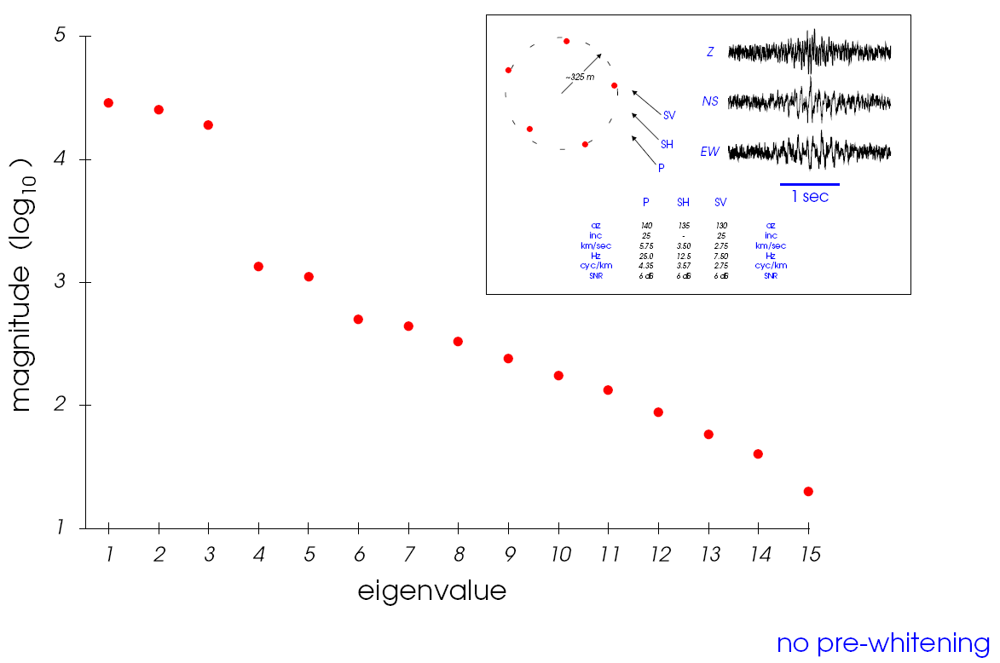 5
4
3
2
1
magnitude (log10)
1 2 3 4 5 6 7 8 9 10 11 12 13 14 15
eigenvalue
~325 m
SV
SH
P
Z
NS
EW
1 sec
P SH SV
az 140 135 130 az
inc 25 - 25 inc
km/sec 5.75 3.50 2.75 km/sec
Hz 25.0 12.5 7.50 Hz
cyc/km 4.35 3.57 2.75 cyc/km
SNR 6 dB 6 dB 6 dB SNR
no pre-whitening